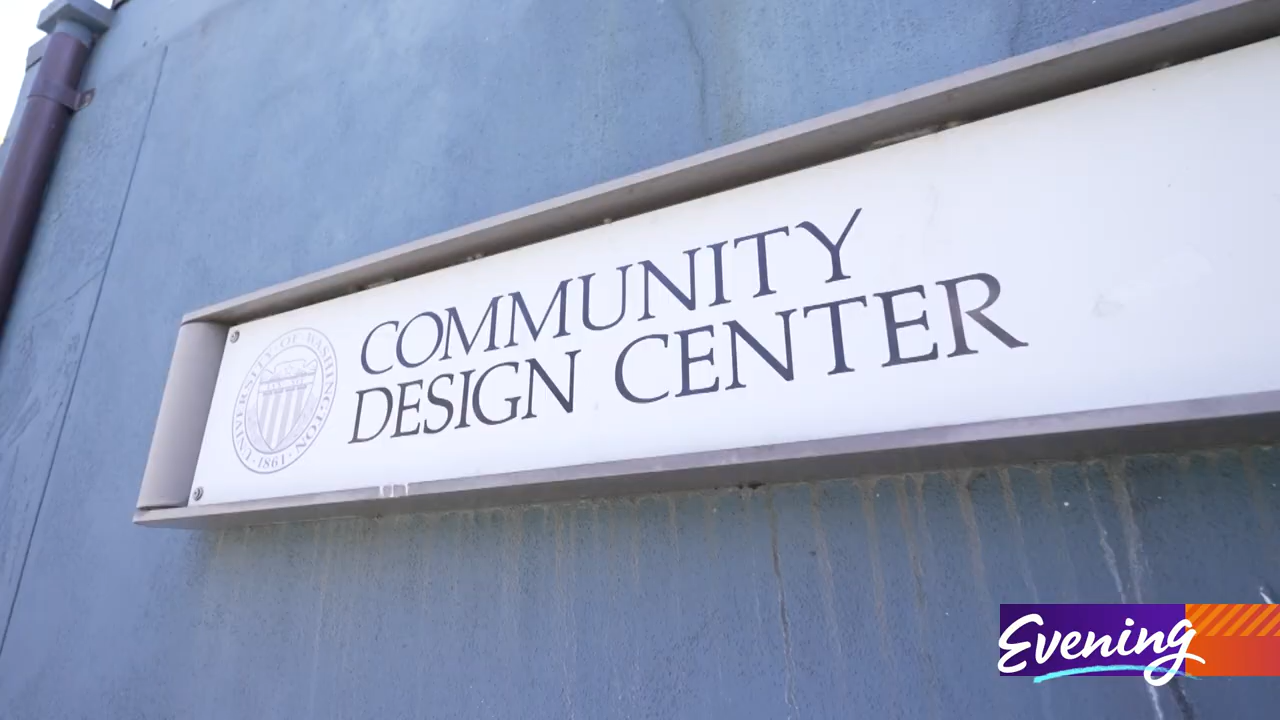 COMMUNITY
DESIGN CENTER
UNIVERSITY OF WASHINGTON
1861
Evening